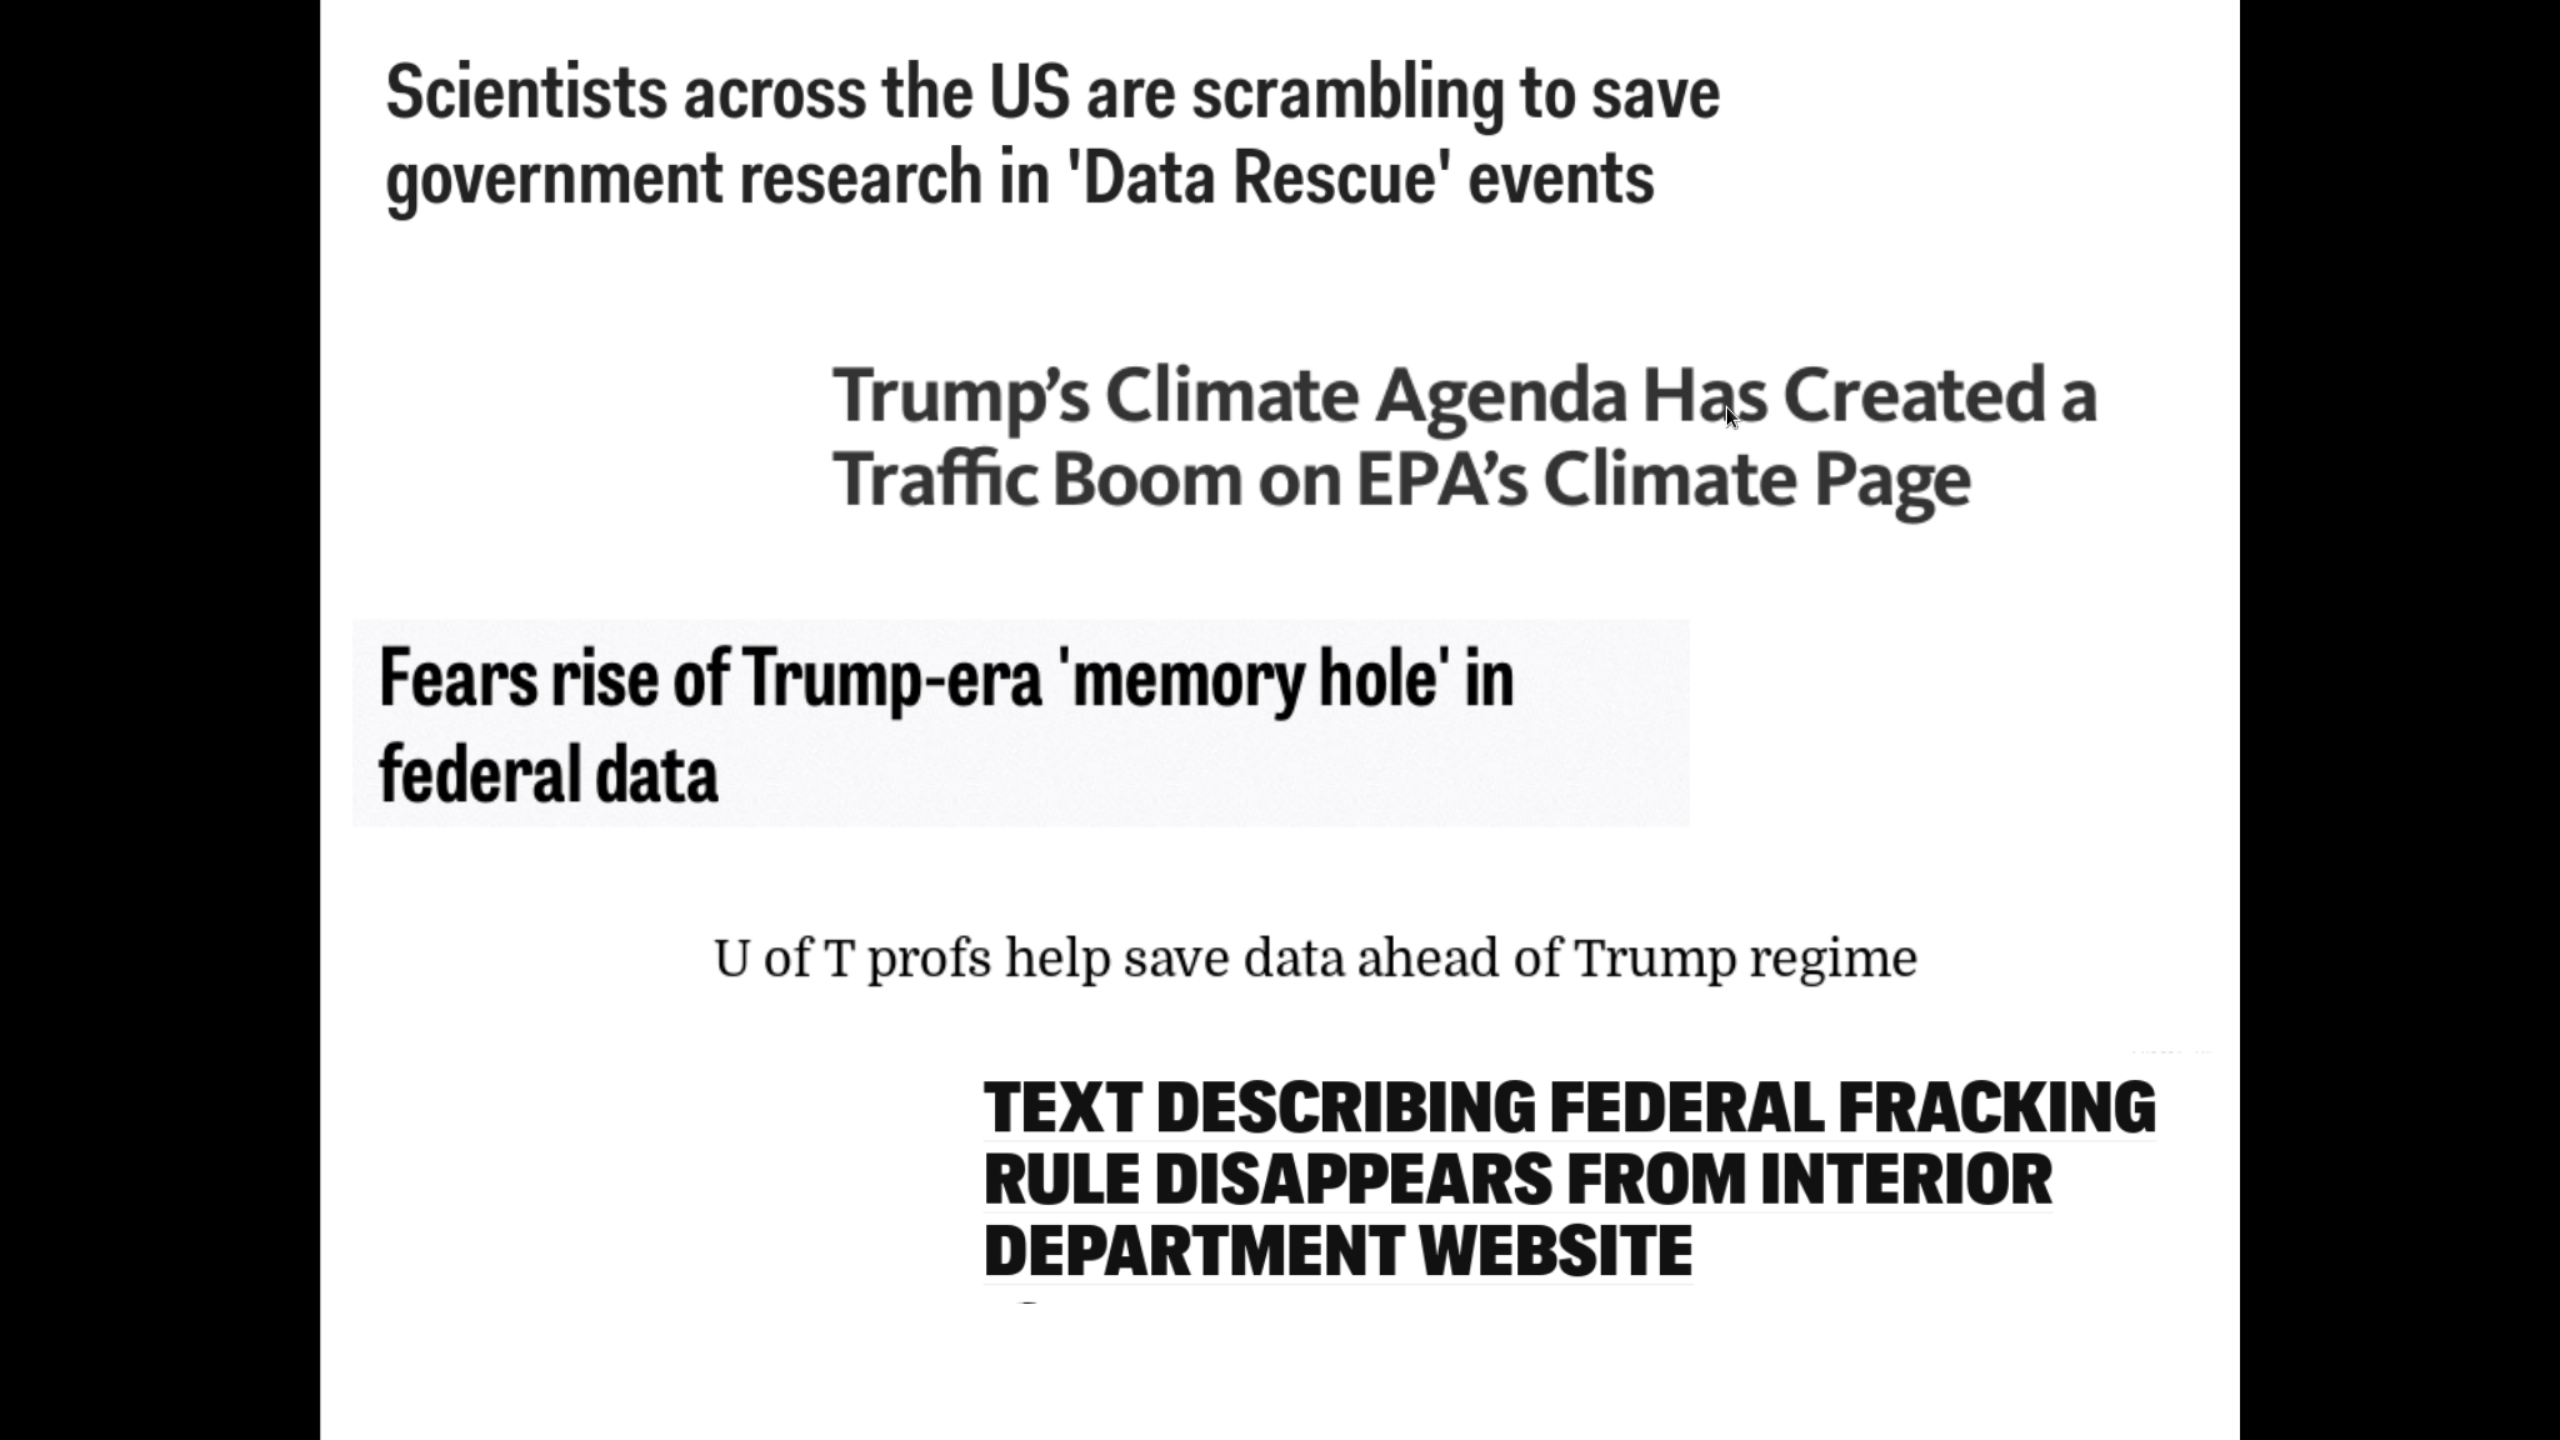 Scientists across the US are scrambling to save
government research in 'Data Rescue' events
Trump’s Climate Agenda Has Created a
Traffic Boom on EPA’s Climate Page
Fears rise of Trump-era 'memory hole' in
federal data
U of T profs help save data ahead of Trump regime
TEXT DESCRIBING FEDERAL FRACKING
RULE DISAPPEARS FROM INTERIOR
DEPARTMENT WEBSITE